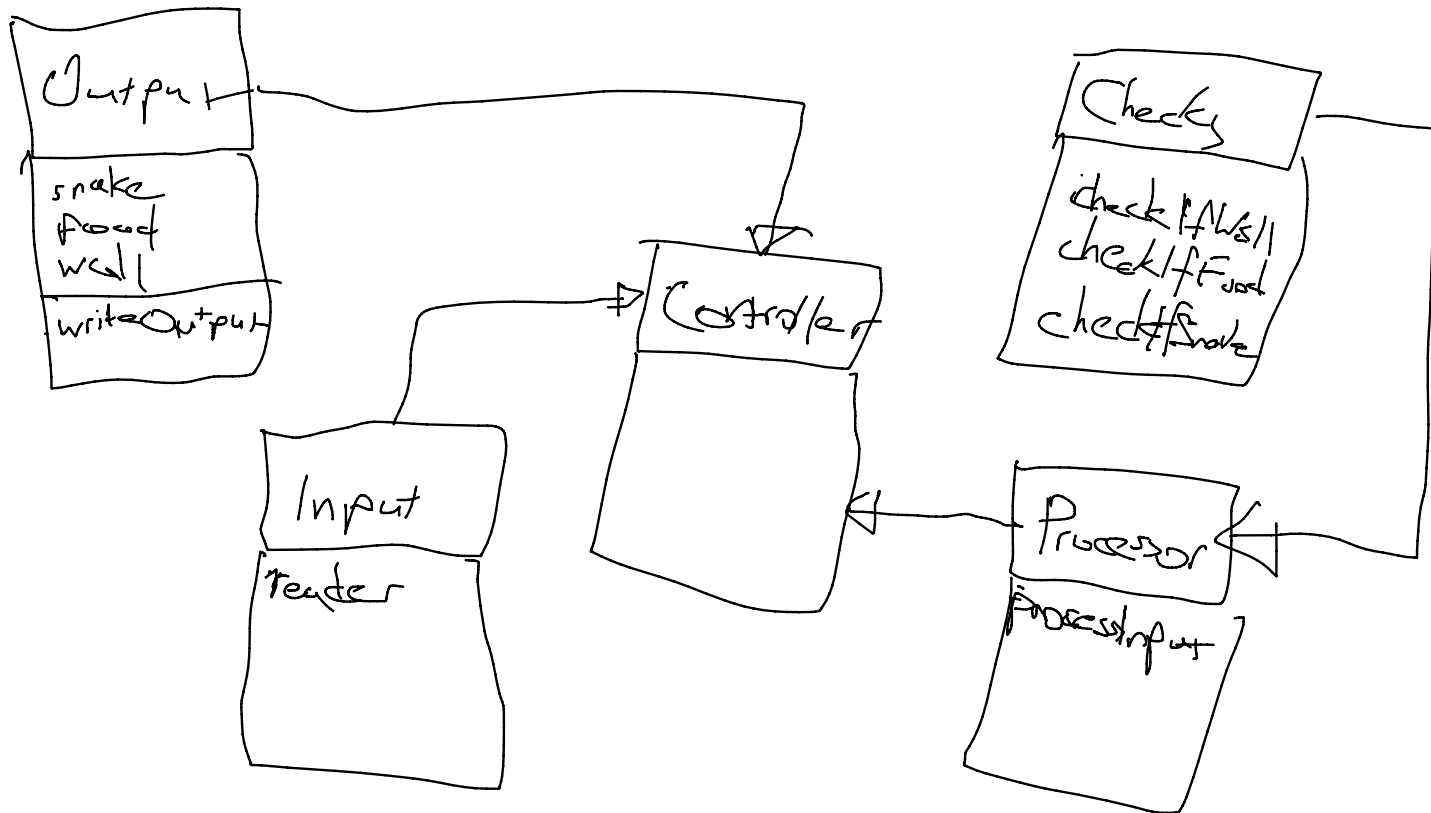 Output
snake
food
wall
writeOutput
Input
reader
Controller
Checks
checkIfWall
checkIfFood
checkIfSnake
Processor
processInput